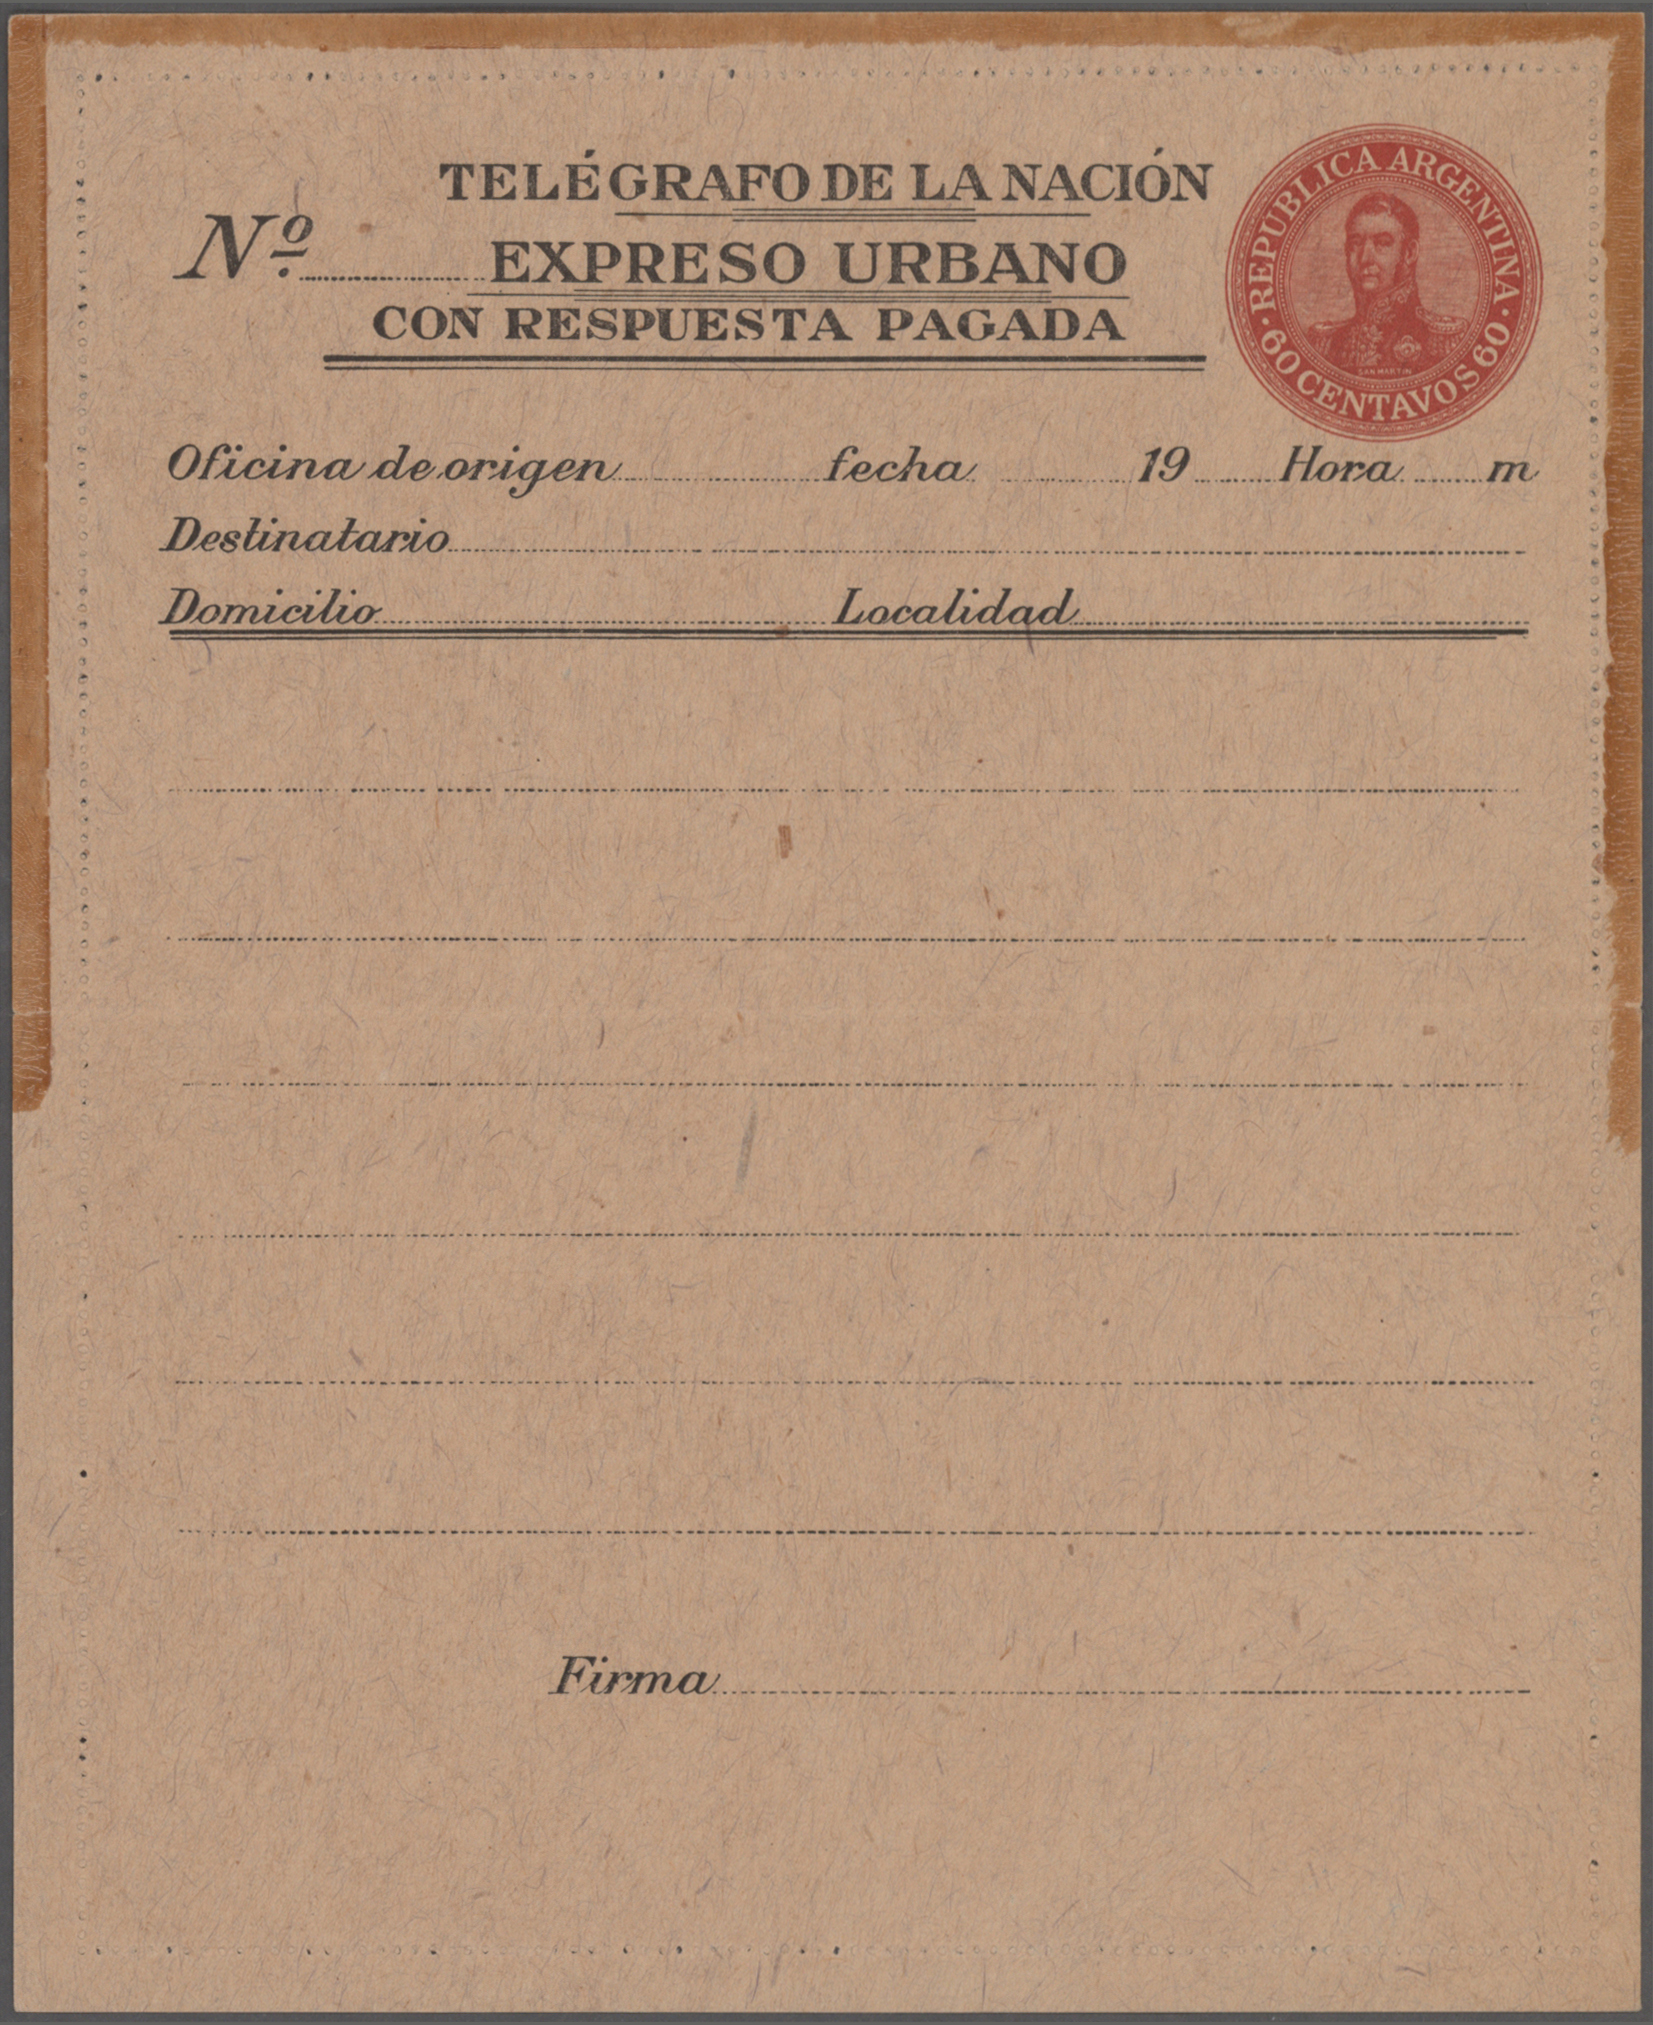 TELÉGRAFO DE LA NACIÓN
Nº EXPRESO URBANO
CON RESPUESTA PAGADA
· REPUBLICA ARGENTINA ·
60 CENTAVOS 60
SAN MARTIN
Oficina de origen fecha 19 Hora m
Destinatario
Domicilio Localidad
Firma